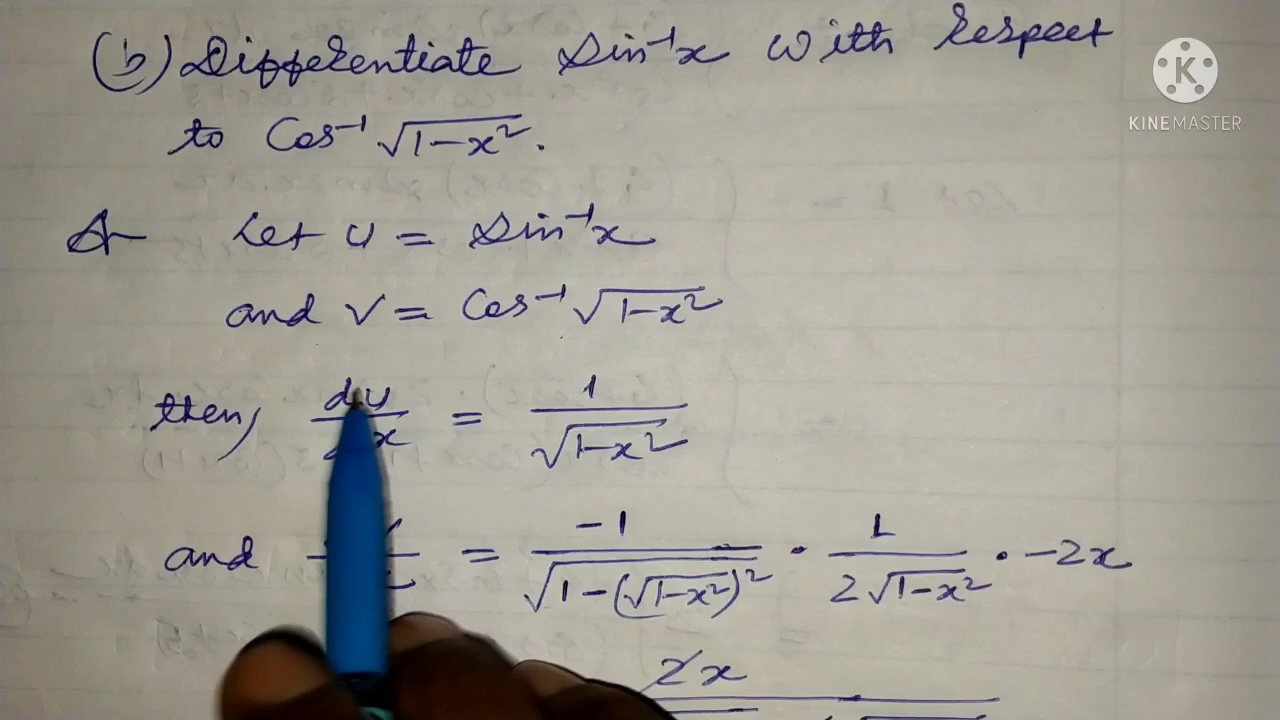 (b) Differentiate Sin⁻¹x With respect
KINEMASTER
to Cos⁻¹ √(1-x²).
A Let u = Sin⁻¹x
and v = Cos⁻¹ √(1-x²)
then, du/dx = 1/√(1-x²)
and = -1/√(1-(√(1-x²))²) · 1/(2√(1-x²)) · -2x
2x